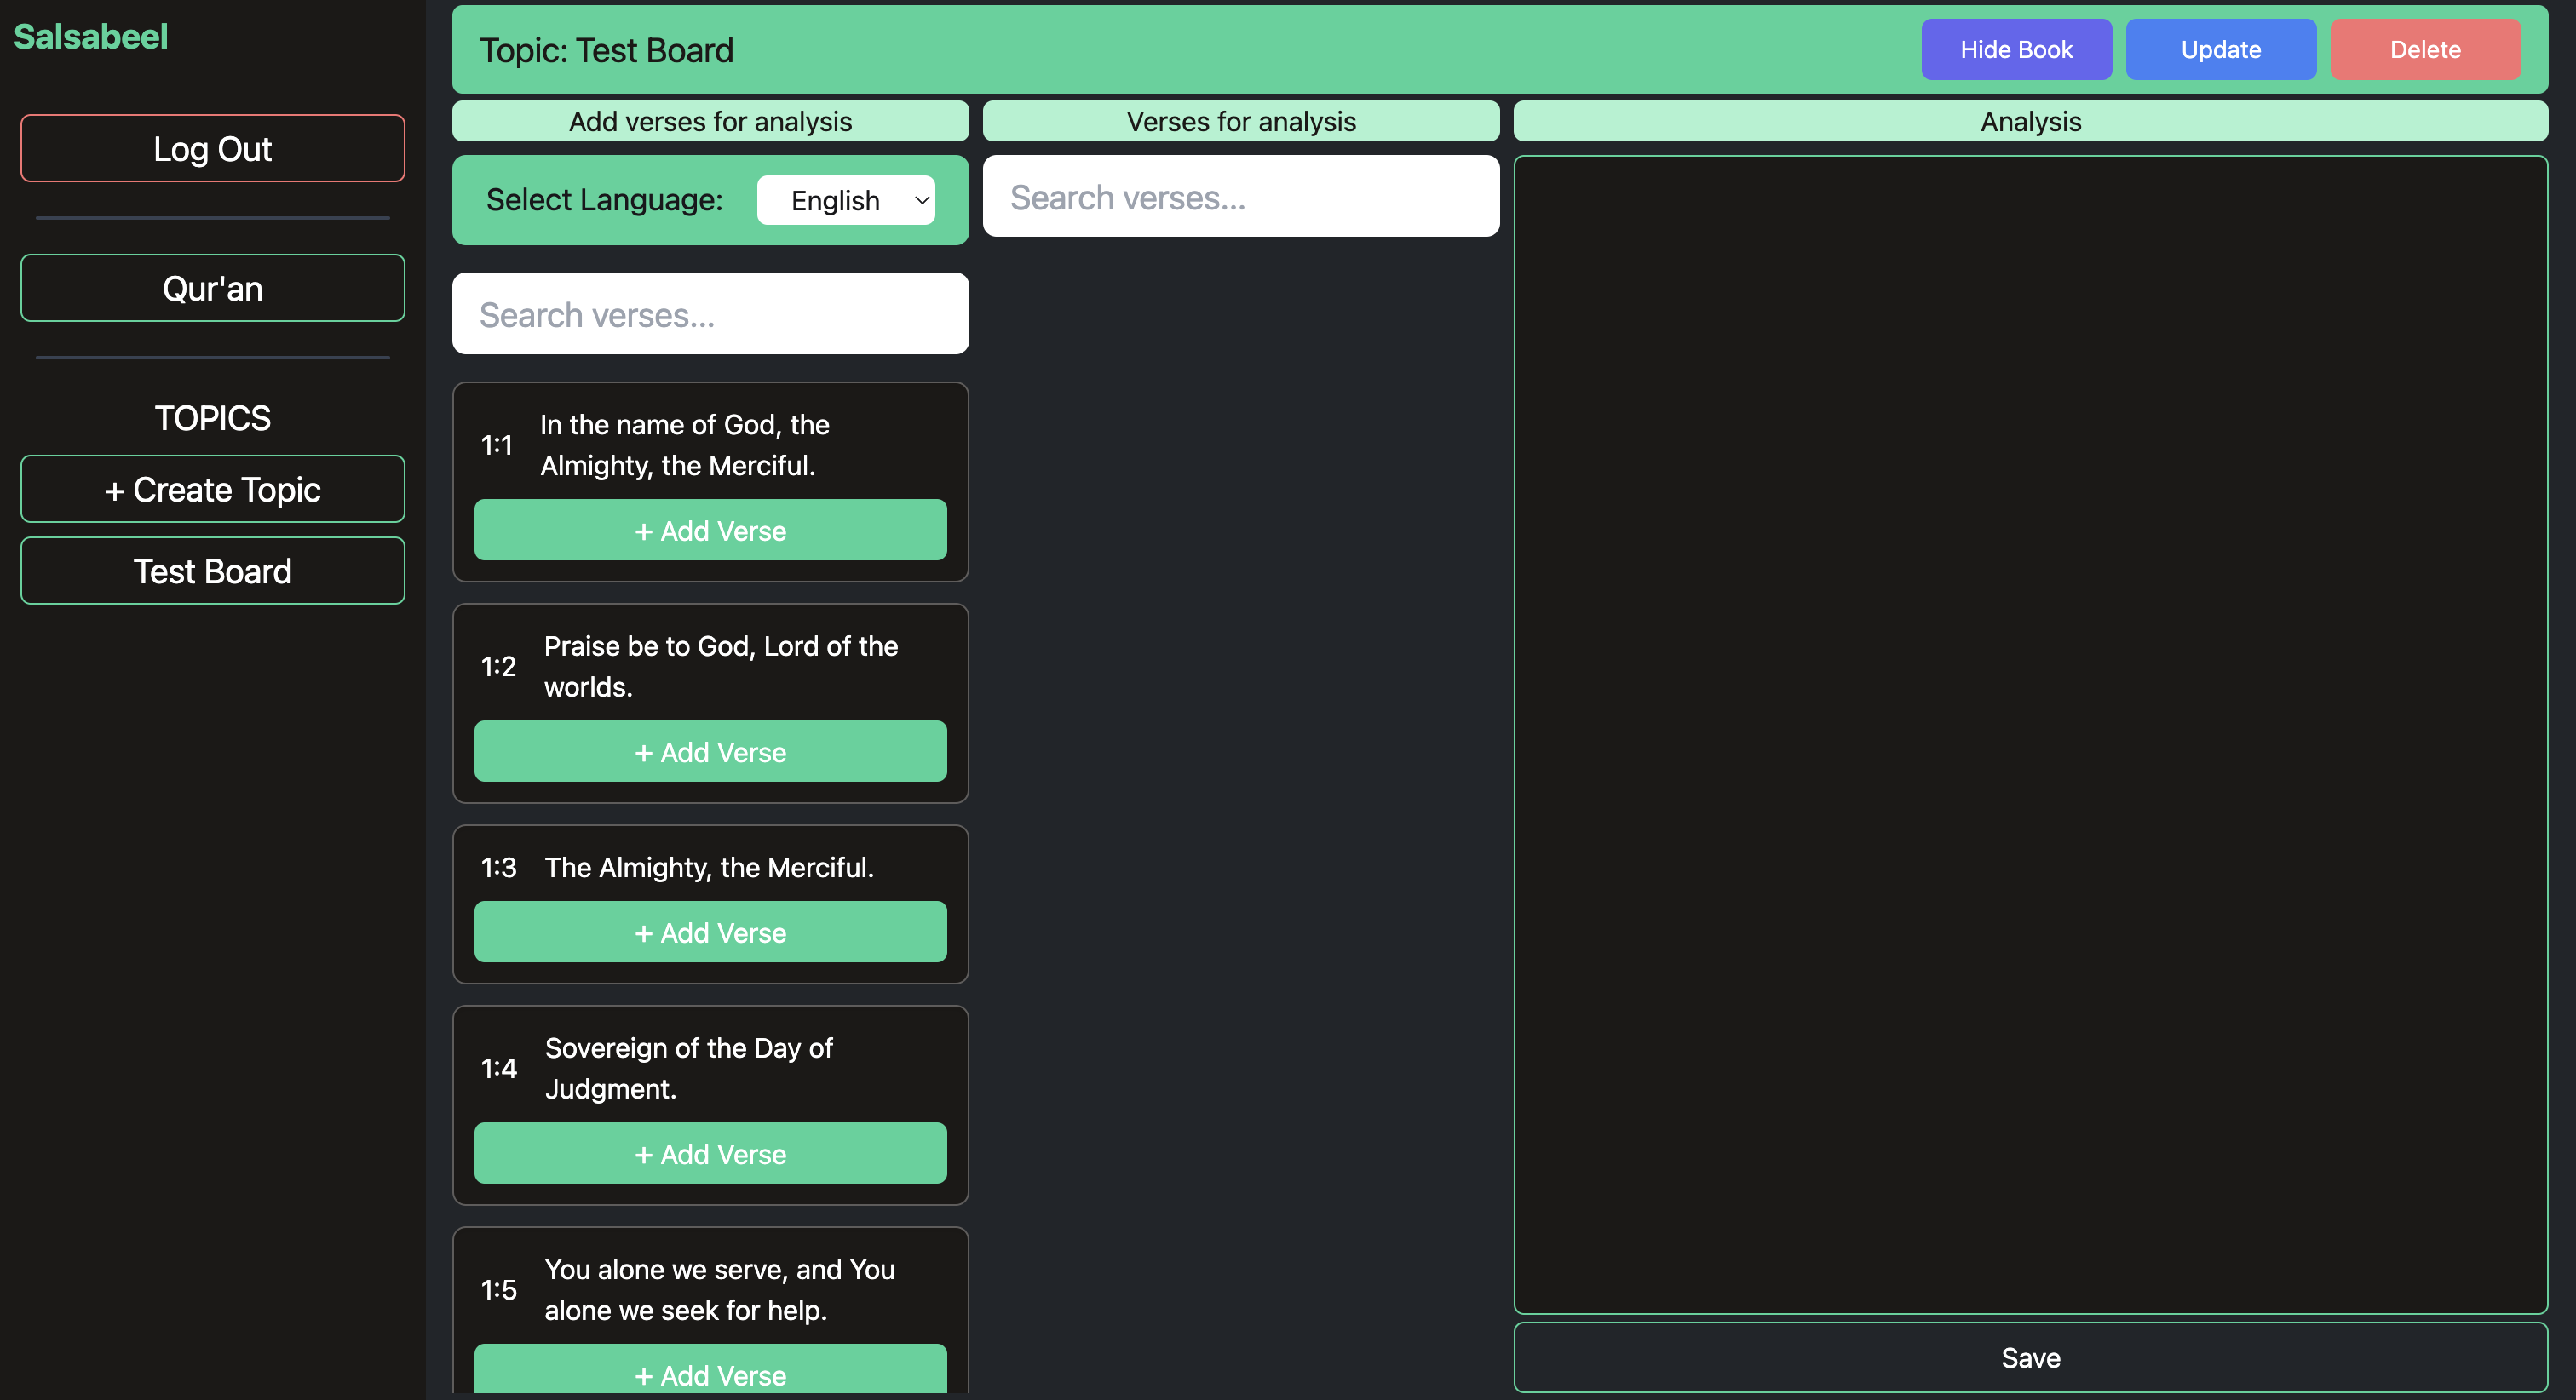 Salsabeel
Log Out
Qur'an
TOPICS
+ Create Topic
Test Board
Topic: Test Board
Hide Book
Update
Delete
Add verses for analysis
Select Language:
English
Search verses...
1:1
In the name of God, the
Almighty, the Merciful.
+ Add Verse
1:2
Praise be to God, Lord of the
worlds.
+ Add Verse
1:3
The Almighty, the Merciful.
+ Add Verse
1:4
Sovereign of the Day of
Judgment.
+ Add Verse
1:5
You alone we serve, and You
alone we seek for help.
+ Add Verse
Verses for analysis
Search verses...
Analysis
Save